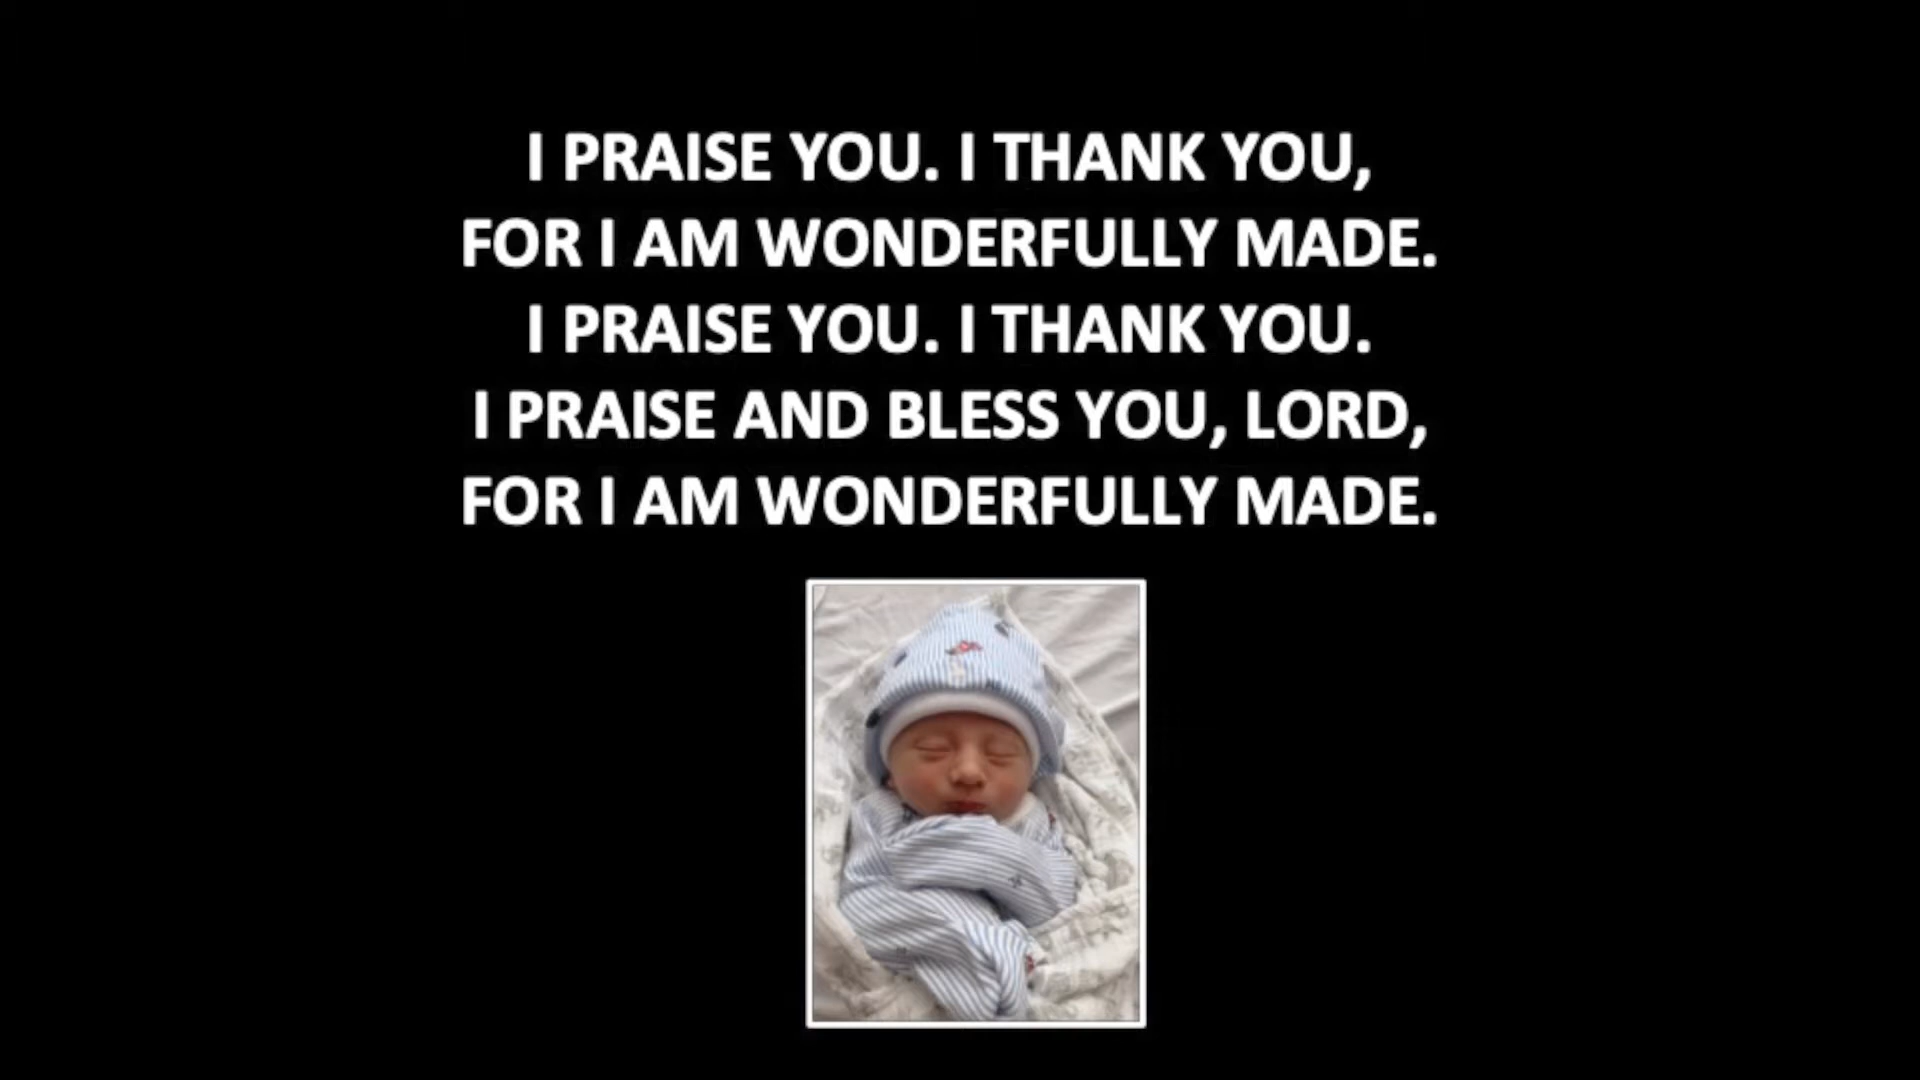 I PRAISE YOU. I THANK YOU,
FOR I AM WONDERFULLY MADE.
I PRAISE YOU. I THANK YOU.
I PRAISE AND BLESS YOU, LORD,
FOR I AM WONDERFULLY MADE.